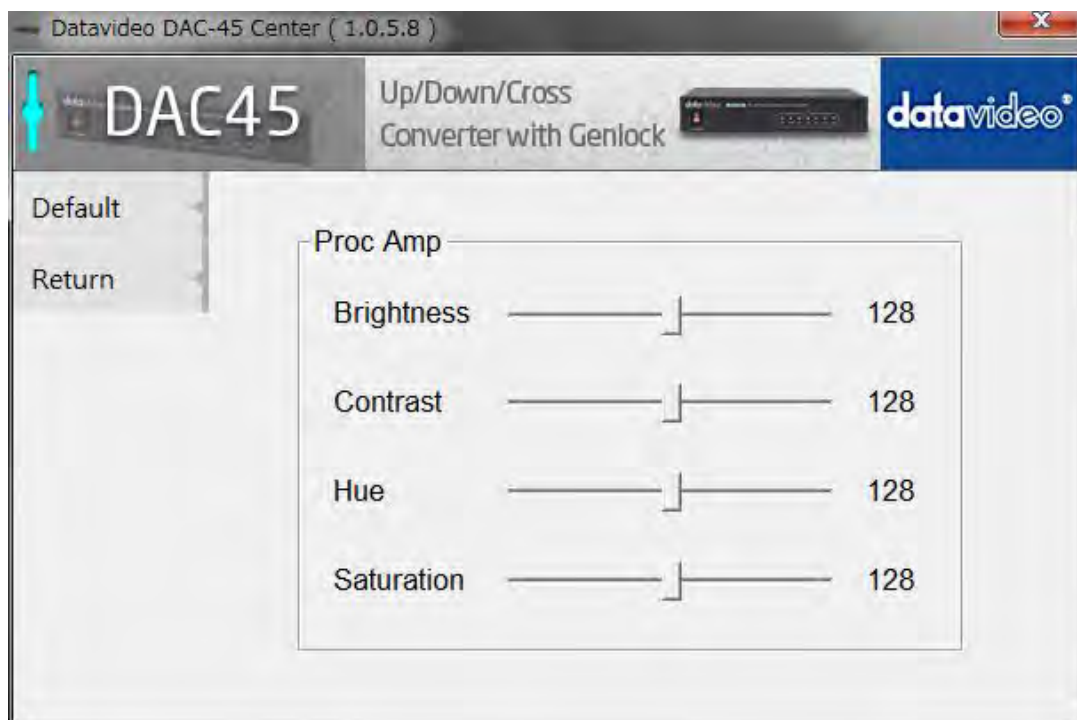 Datavideo DAC-45 Center ( 1.0.5.8 )
DAC45
Up/Down/Cross
Converter with Genlock
datavideo®
Default
Return
Proc Amp
Brightness 128
Contrast 128
Hue 128
Saturation 128